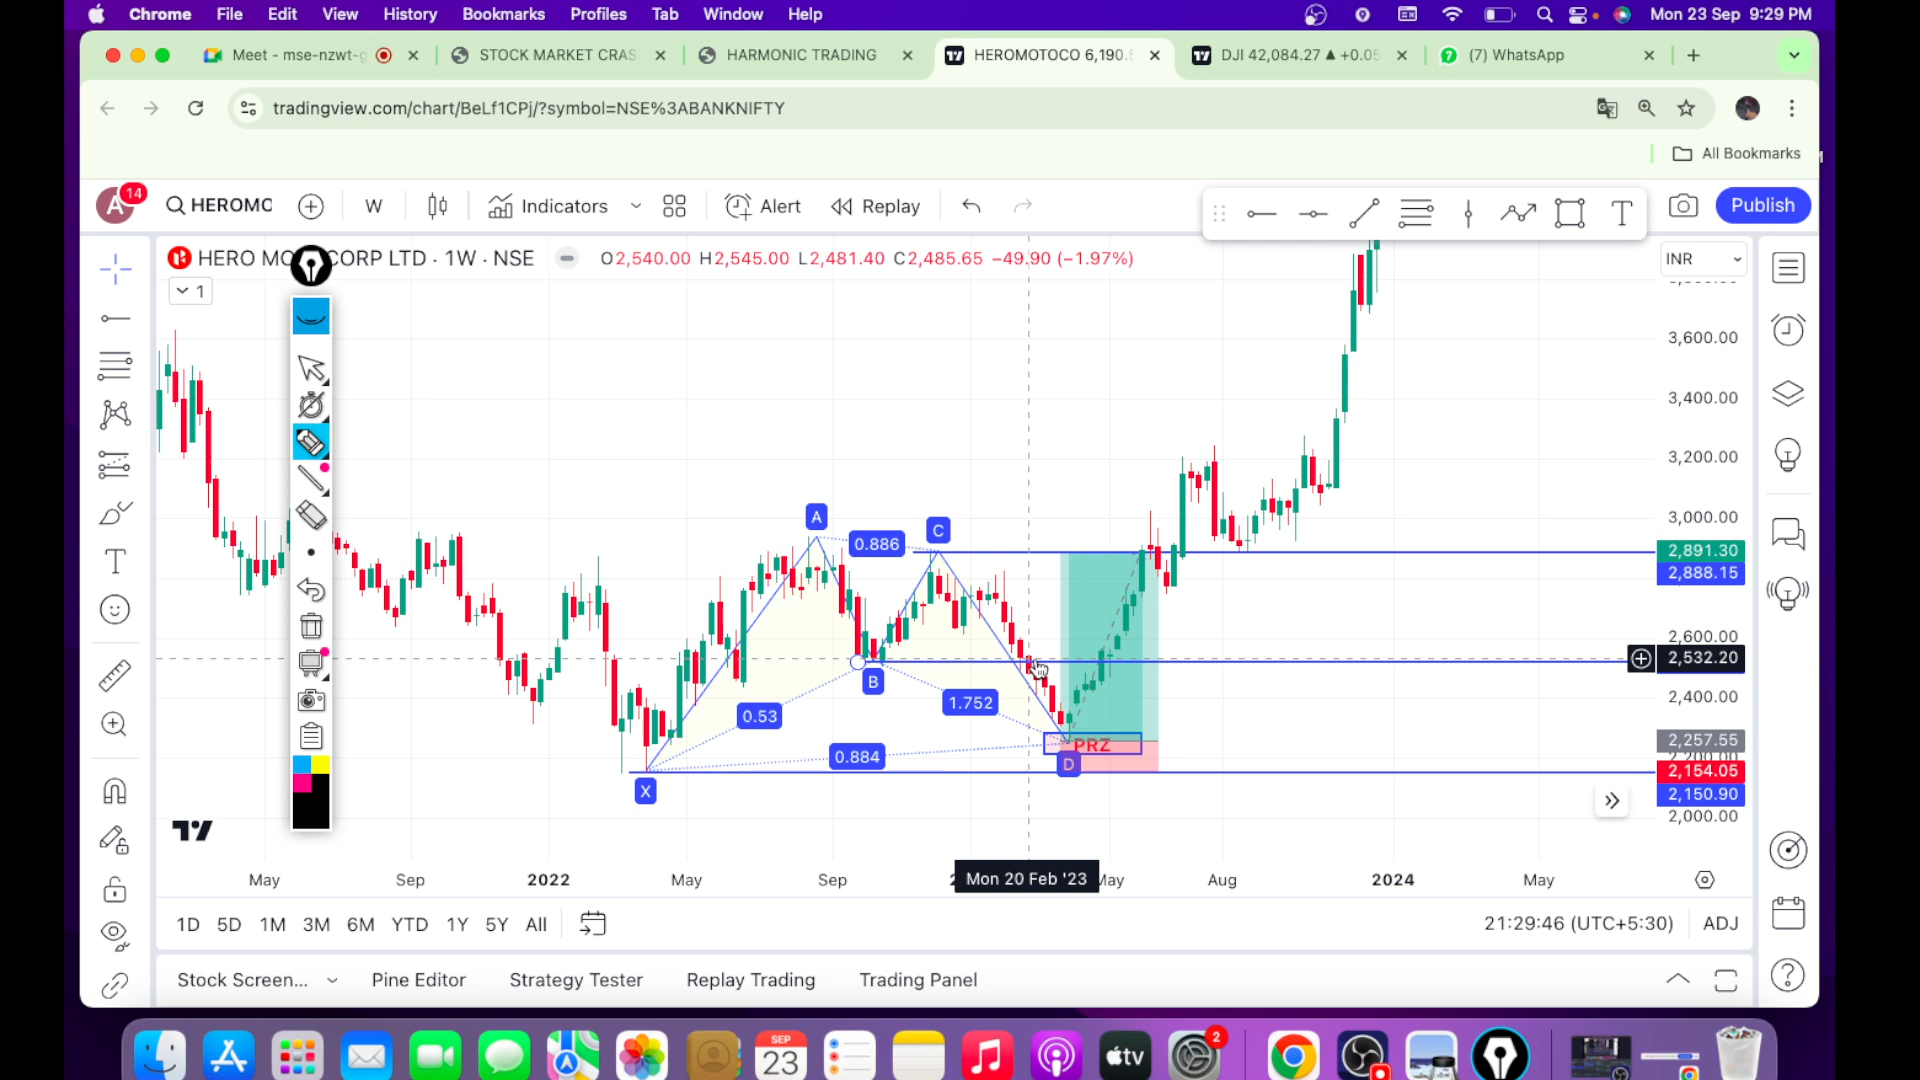 Chrome File Edit View History Bookmarks Profiles Tab Window Help Mon 23 Sep 9:29 PM
Meet - mse-nzwt-g STOCK MARKET CRAS HARMONIC TRADING HEROMOTOCO 6,190. DJI 42,084.27 ▲ +0.05 (7) WhatsApp
tradingview.com/chart/BeLf1CPj/?symbol=NSE%3ABANKNIFTY
All Bookmarks
A 14 HEROMC W Indicators Alert Replay T Publish
HERO MO CORP LTD · 1W · NSE O2,540.00 H2,545.00 L2,481.40 C2,485.65 −49.90 (−1.97%) INR
1
3,600.00
3,400.00
3,200.00
3,000.00
A
C
0.886
2,891.30
2,888.15
2,600.00
2,532.20
B
2,400.00
1.752
0.53
PRZ
2,257.55
0.884
D
2,154.05
X
2,150.90
2,000.00
May Sep 2022 May Sep Mon 20 Feb '23 May Aug 2024 May
1D 5D 1M 3M 6M YTD 1Y 5Y All 21:29:46 (UTC+5:30) ADJ
Stock Screen... Pine Editor Strategy Tester Replay Trading Trading Panel
SEP
23
tv
2